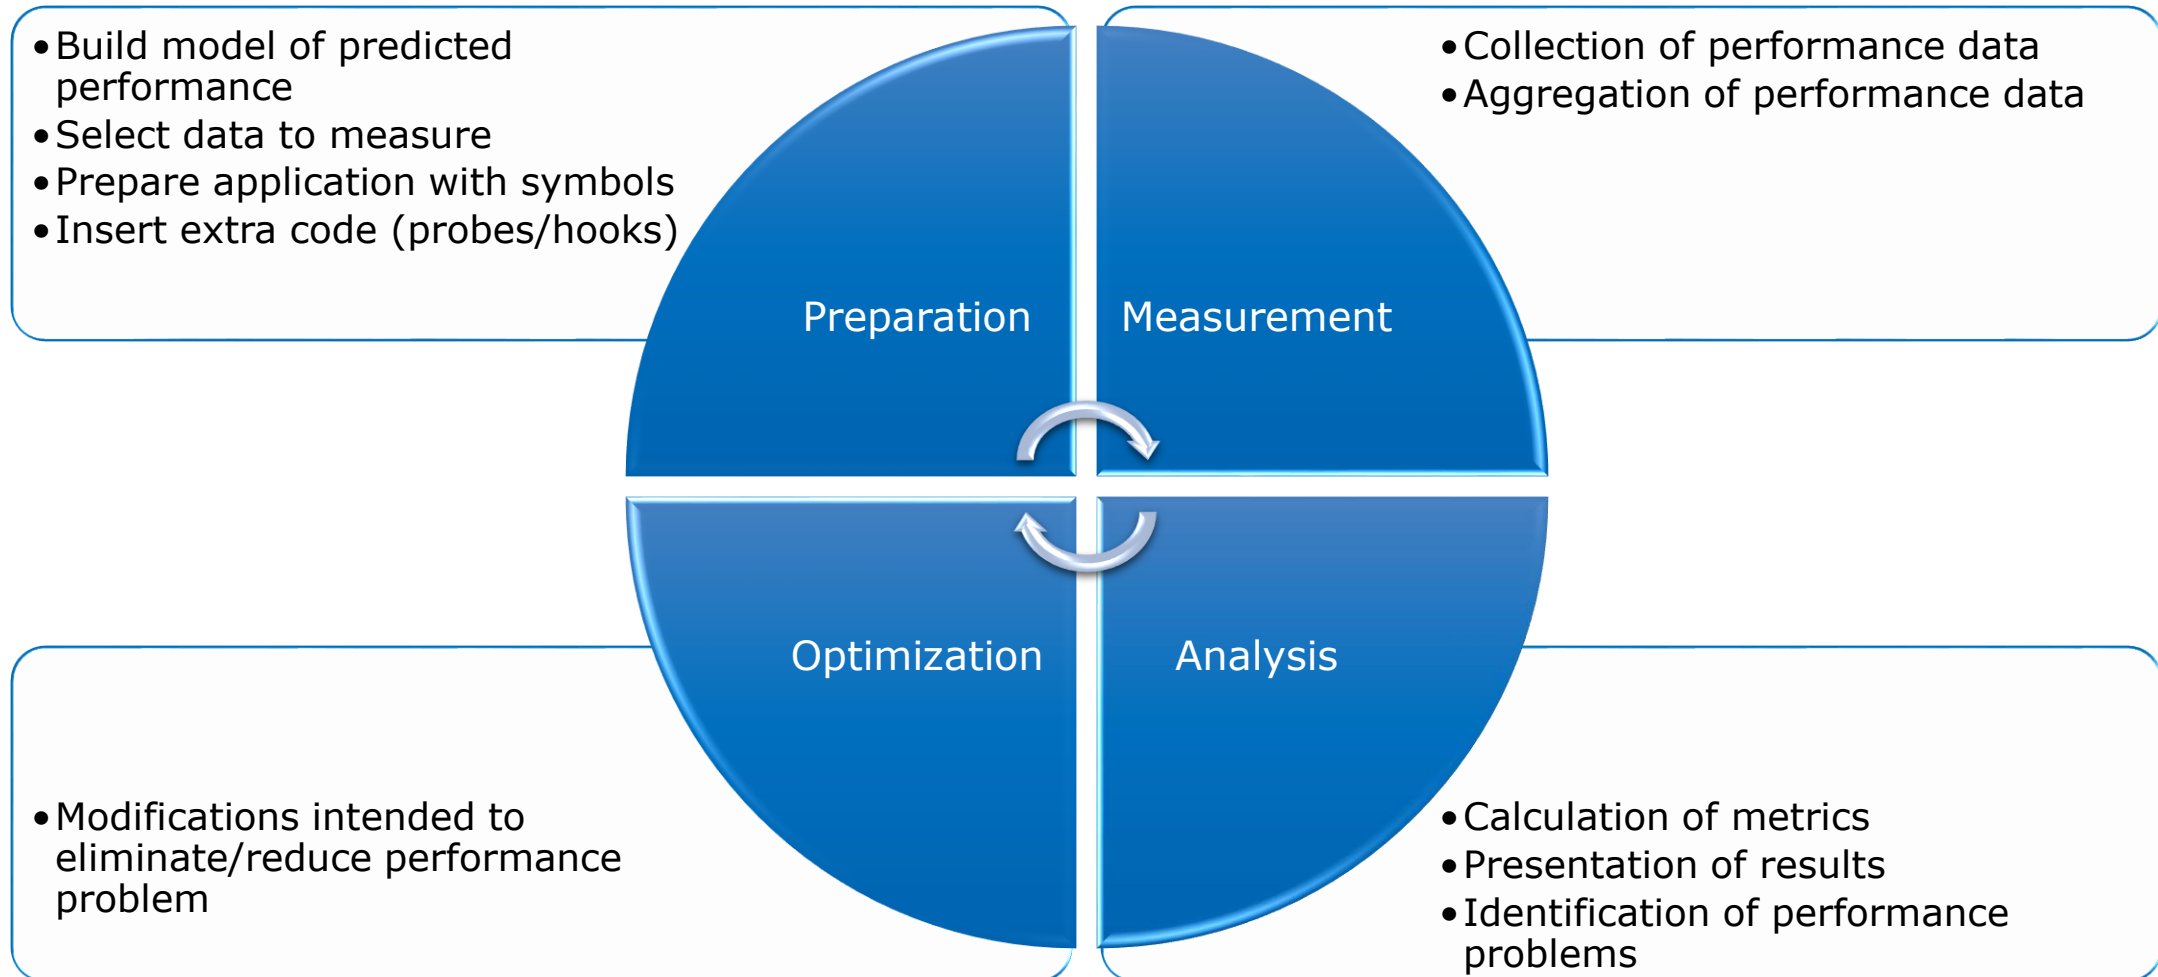 •Build model of predicted
performance
•Select data to measure
•Prepare application with symbols
•Insert extra code (probes/hooks)
•Collection of performance data
•Aggregation of performance data
Preparation
Measurement
Optimization
Analysis
•Modifications intended to
eliminate/reduce performance
problem
•Calculation of metrics
•Presentation of results
•Identification of performance
problems